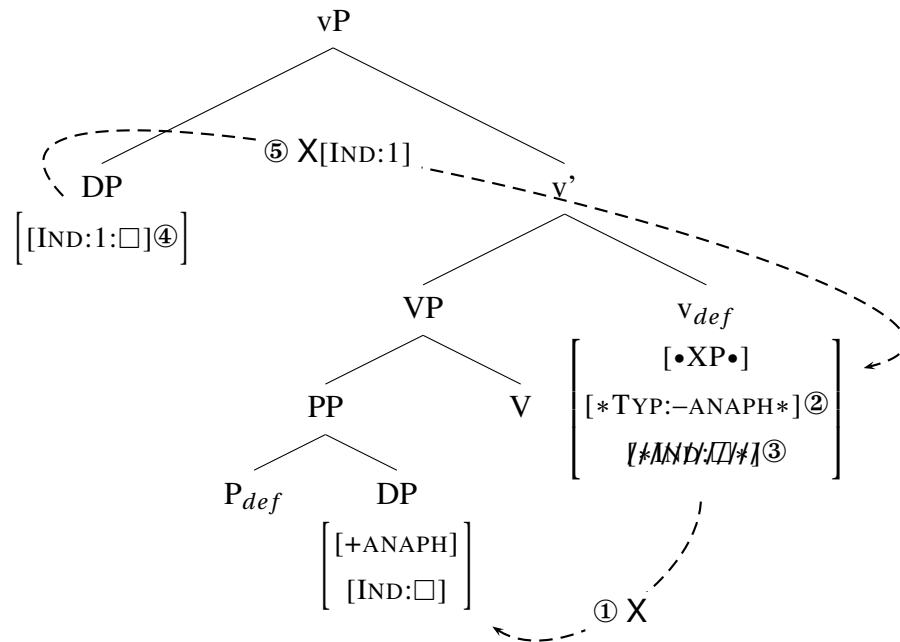 vP
⑤ X[IND:1]
DP
v’
[[IND:1:□]④]
VP
v_def
[•XP•]
PP
V
[∗TYP:–ANAPH∗]②
[∗IND:□∗]③
P_def
DP
[+ANAPH]
[IND:□]
① X